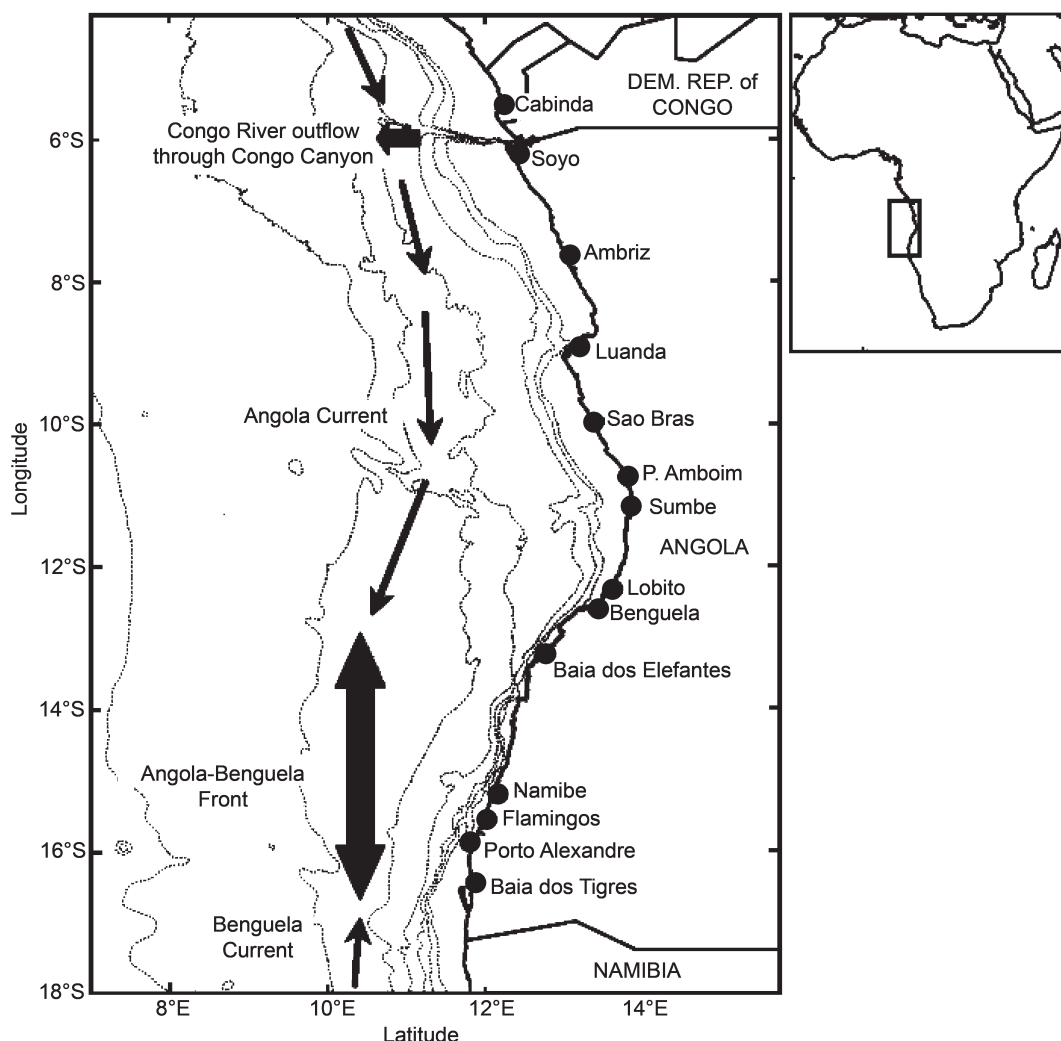 DEM. REP. of
CONGO
Cabinda
Congo River outflow
through Congo Canyon
6°S
Soyo
Ambriz
8°S
Luanda
Angola Current
10°S
Sao Bras
Longitude
P. Amboim
Sumbe
ANGOLA
12°S
Lobito
Benguela
Baia dos Elefantes
14°S
Angola-Benguela
Front
Namibe
Flamingos
16°S
Porto Alexandre
Baia dos Tigres
Benguela
Current
NAMIBIA
18°S
8°E
10°E
12°E
14°E
Latitude